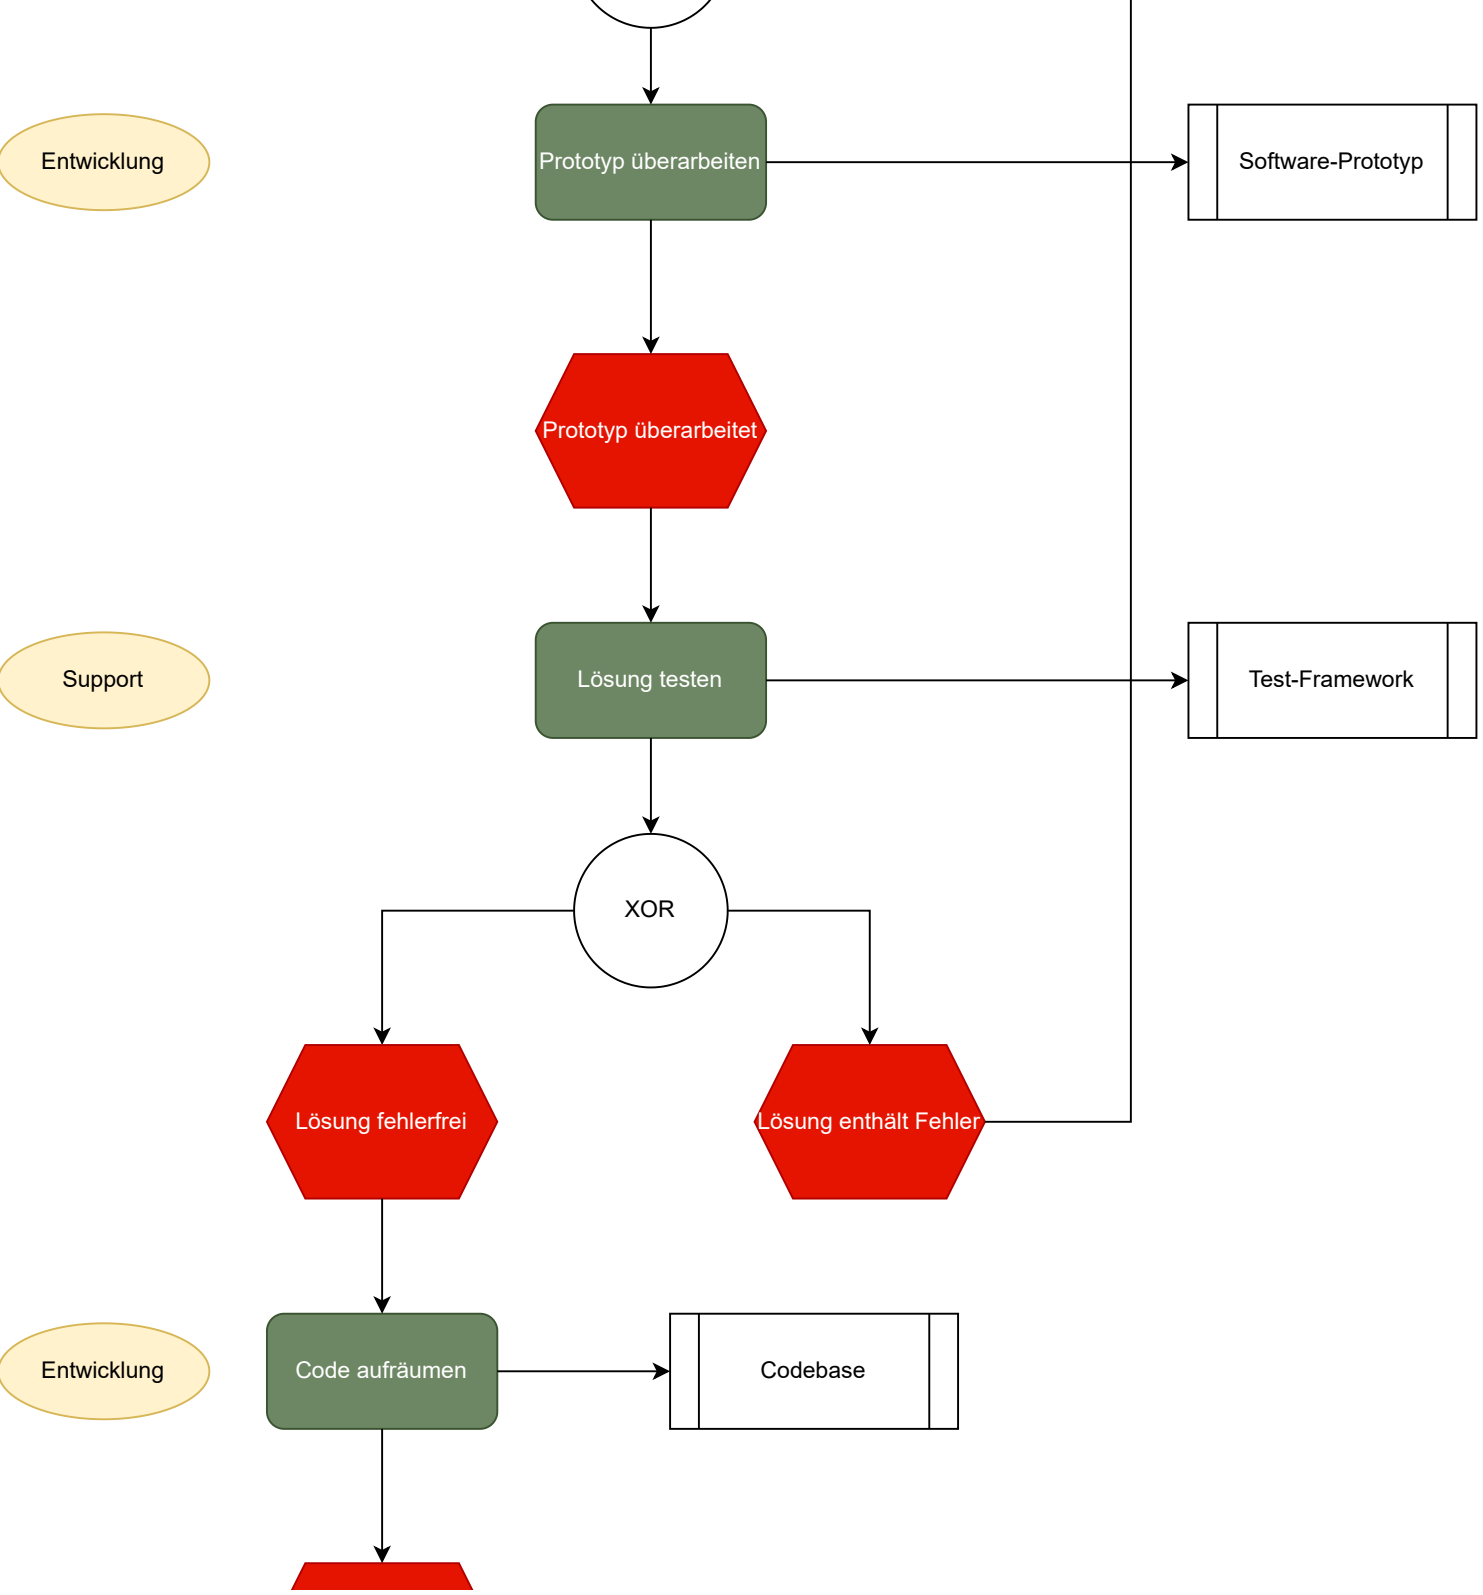 Entwicklung
Prototyp überarbeiten
Software-Prototyp
Prototyp überarbeitet
Support
Lösung testen
Test-Framework
XOR
Lösung fehlerfrei
Lösung enthält Fehler
Entwicklung
Code aufräumen
Codebase